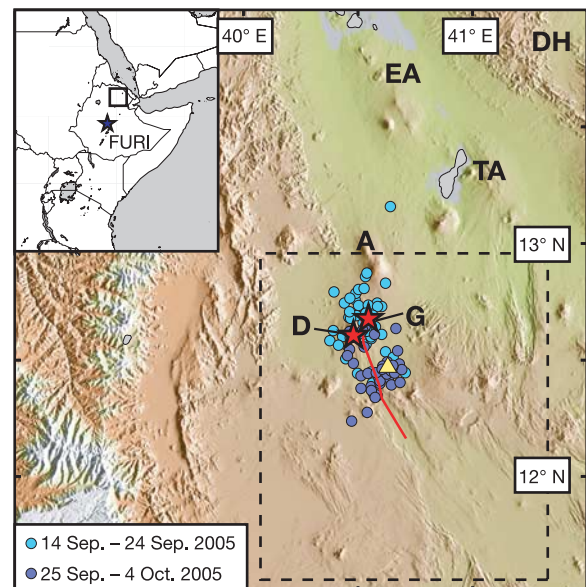 40° E
41° E
DH
EA
FURI
TA
A
13° N
G
D
12° N
14 Sep. – 24 Sep. 2005
25 Sep. – 4 Oct. 2005